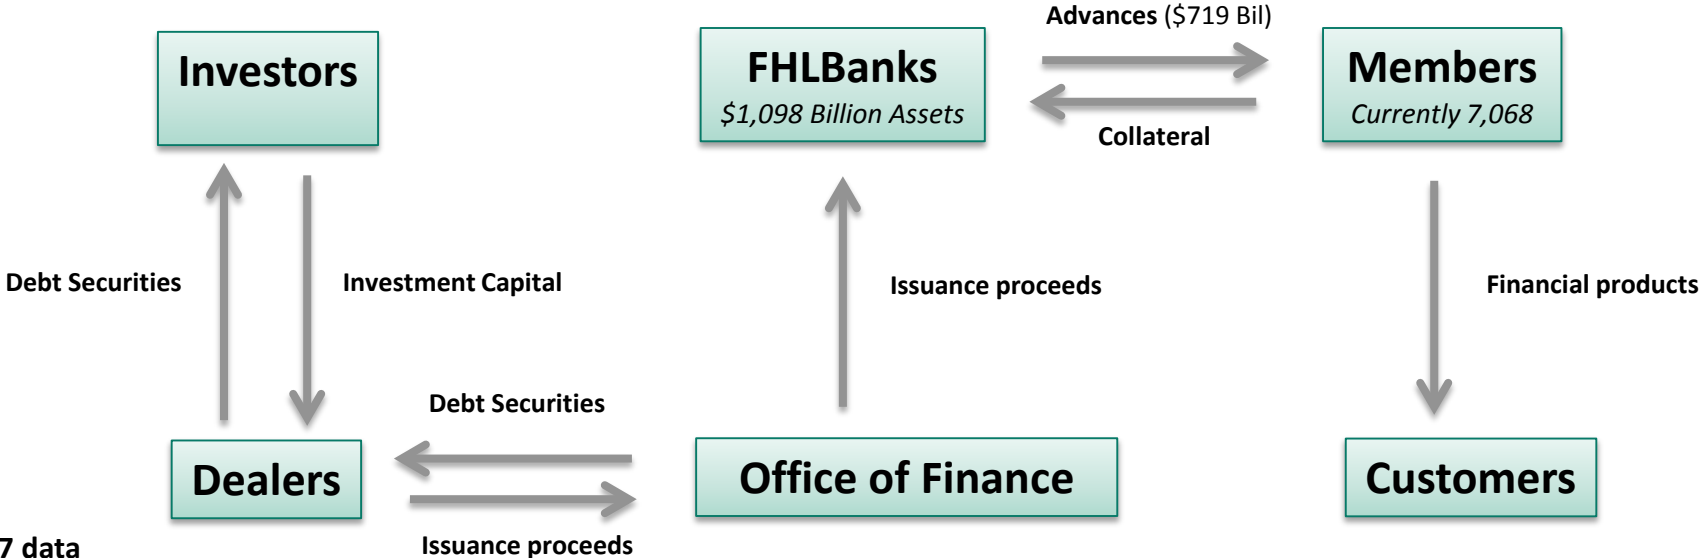 Advances ($719 Bil)
Investors
FHLBanks
$1,098 Billion Assets
Members
Currently 7,068
Collateral
Debt Securities
Investment Capital
Issuance proceeds
Financial products
Debt Securities
Dealers
Office of Finance
Customers
7 data
Issuance proceeds